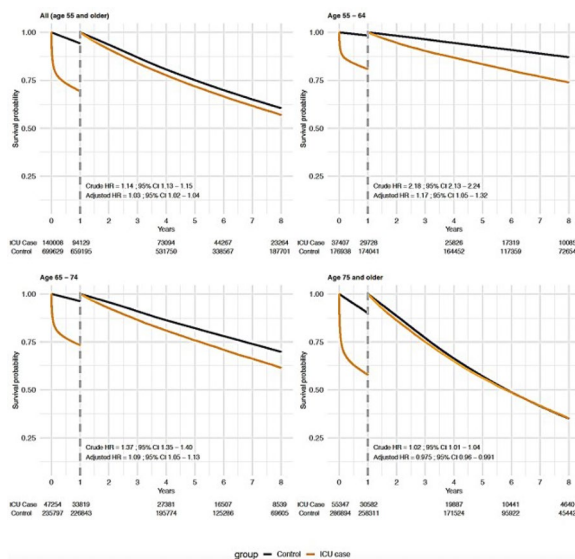 All (age 55 and older)
Age 55 – 64
Survival probability
1.00
0.75
0.50
0.25
Crude HR = 1.14 ; 95% CI 1.13 – 1.15
Adjusted HR = 1.03 ; 95% CI 1.02 – 1.04
0 1 2 3 4 5 6 7 8
Years
ICU Case 140008 94129 73094 44267 23264
Control 699629 659195 531750 338567 187701
Survival probability
1.00
0.75
0.50
0.25
Crude HR = 2.18 ; 95% CI 2.13 – 2.24
Adjusted HR = 1.17 ; 95% CI 1.05 – 1.32
0 1 2 3 4 5 6 7 8
Years
ICU Case 37407 29728 25826 17319 10085
Control 176938 174041 164452 117359 72654
Age 65 – 74
Age 75 and older
Survival probability
1.00
0.75
0.50
0.25
Crude HR = 1.37 ; 95% CI 1.35 – 1.40
Adjusted HR = 1.09 ; 95% CI 1.05 – 1.13
0 1 2 3 4 5 6 7 8
Years
ICU Case 47254 33819 27381 16507 8539
Control 235797 226843 195774 125286 69605
Survival probability
1.00
0.75
0.50
0.25
Crude HR = 1.02 ; 95% CI 1.01 – 1.04
Adjusted HR = 0.975 ; 95% CI 0.96 – 0.991
0 1 2 3 4 5 6 7 8
Years
ICU Case 55347 30582 19887 10441 4640
Control 286894 258311 171524 95922 45442
group Control ICU case